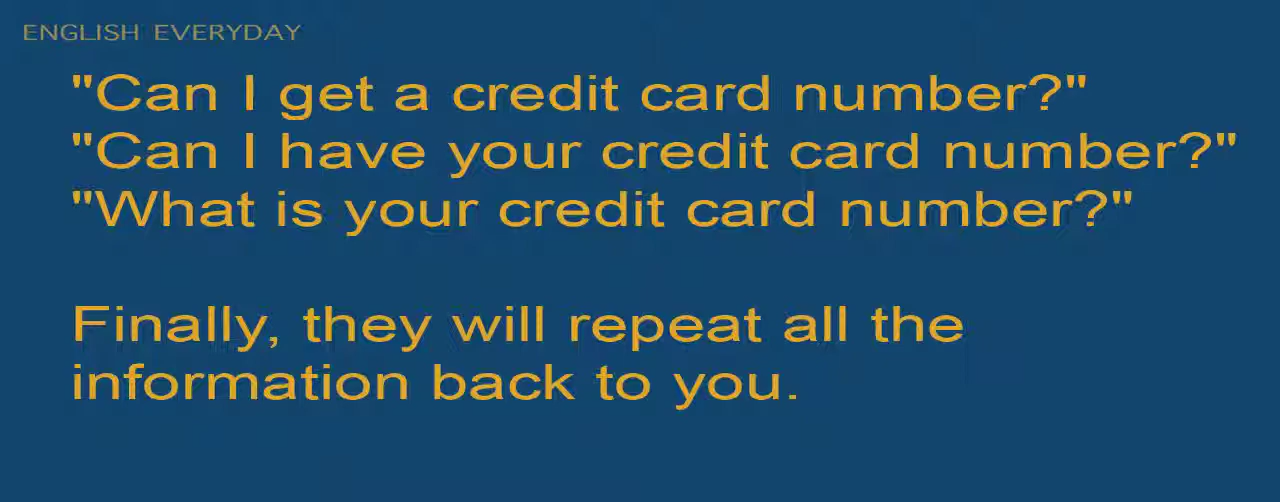 ENGLISH EVERYDAY
"Can I get a credit card number?"
"Can I have your credit card number?"
"What is your credit card number?"
Finally, they will repeat all the
information back to you.